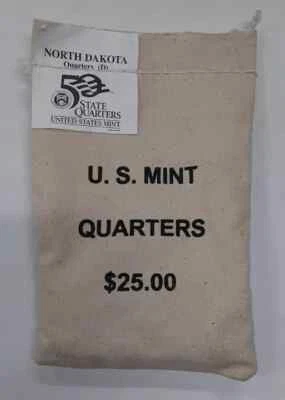 NORTH DAKOTA
Quarters (D)
50
STATE
QUARTERS
UNITED STATES MINT
U. S. MINT
QUARTERS
$25.00